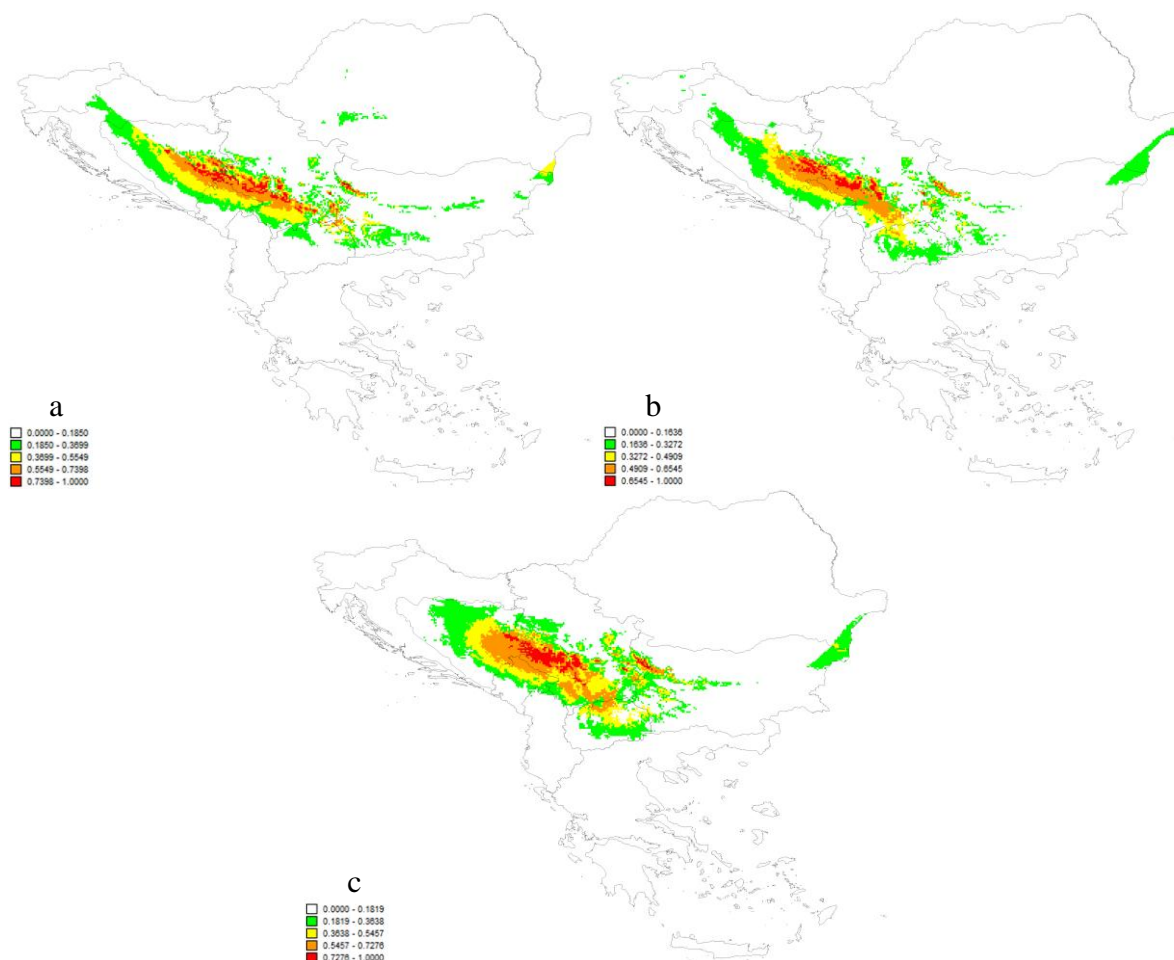 a
0.0000 - 0.1850
0.1850 - 0.3699
0.3699 - 0.5549
0.5549 - 0.7398
0.7398 - 1.0000
b
0.0000 - 0.1636
0.1636 - 0.3272
0.3272 - 0.4909
0.4909 - 0.6545
0.6545 - 1.0000
c
0.0000 - 0.1819
0.1819 - 0.3638
0.3638 - 0.5457
0.5457 - 0.7276
0.7276 - 1.0000